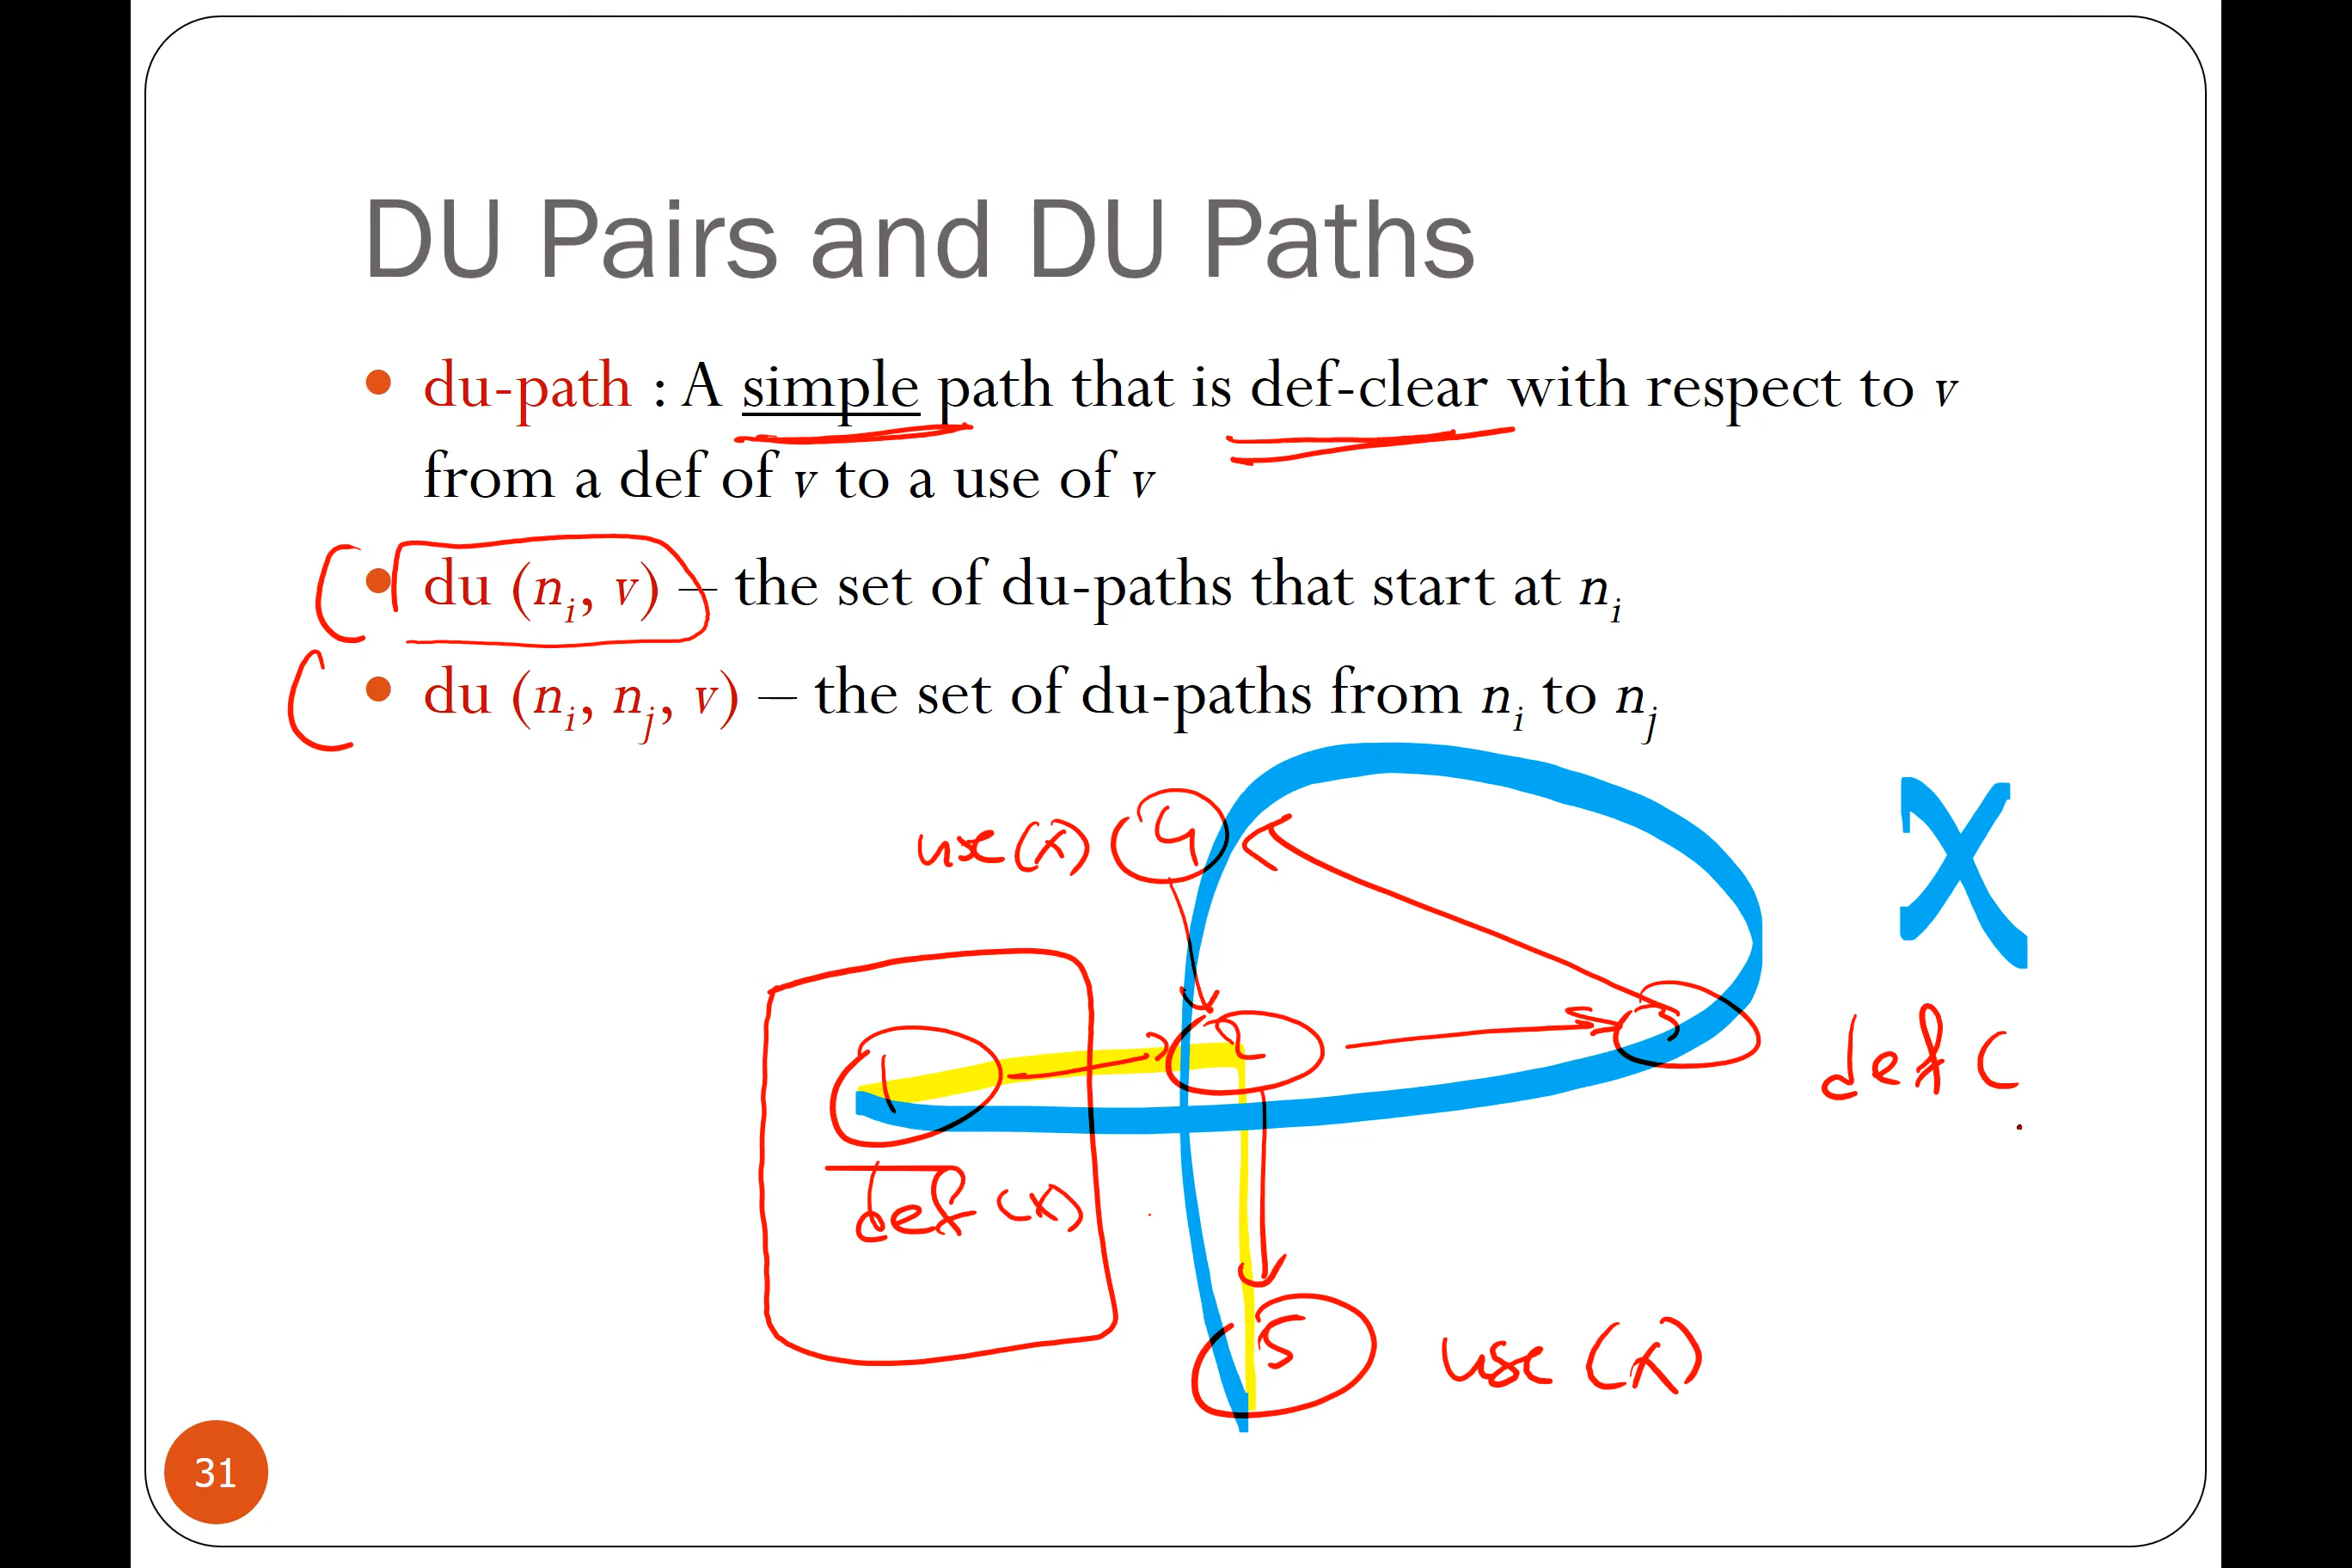 DU Pairs and DU Paths
• du-path : A simple path that is def-clear with respect to v
from a def of v to a use of v
• du (nᵢ, v) – the set of du-paths that start at nᵢ
• du (nᵢ, nⱼ, v) – the set of du-paths from nᵢ to nⱼ
use (x) 4
X
1 2 3
def (
def (x)
5 use (x)
31